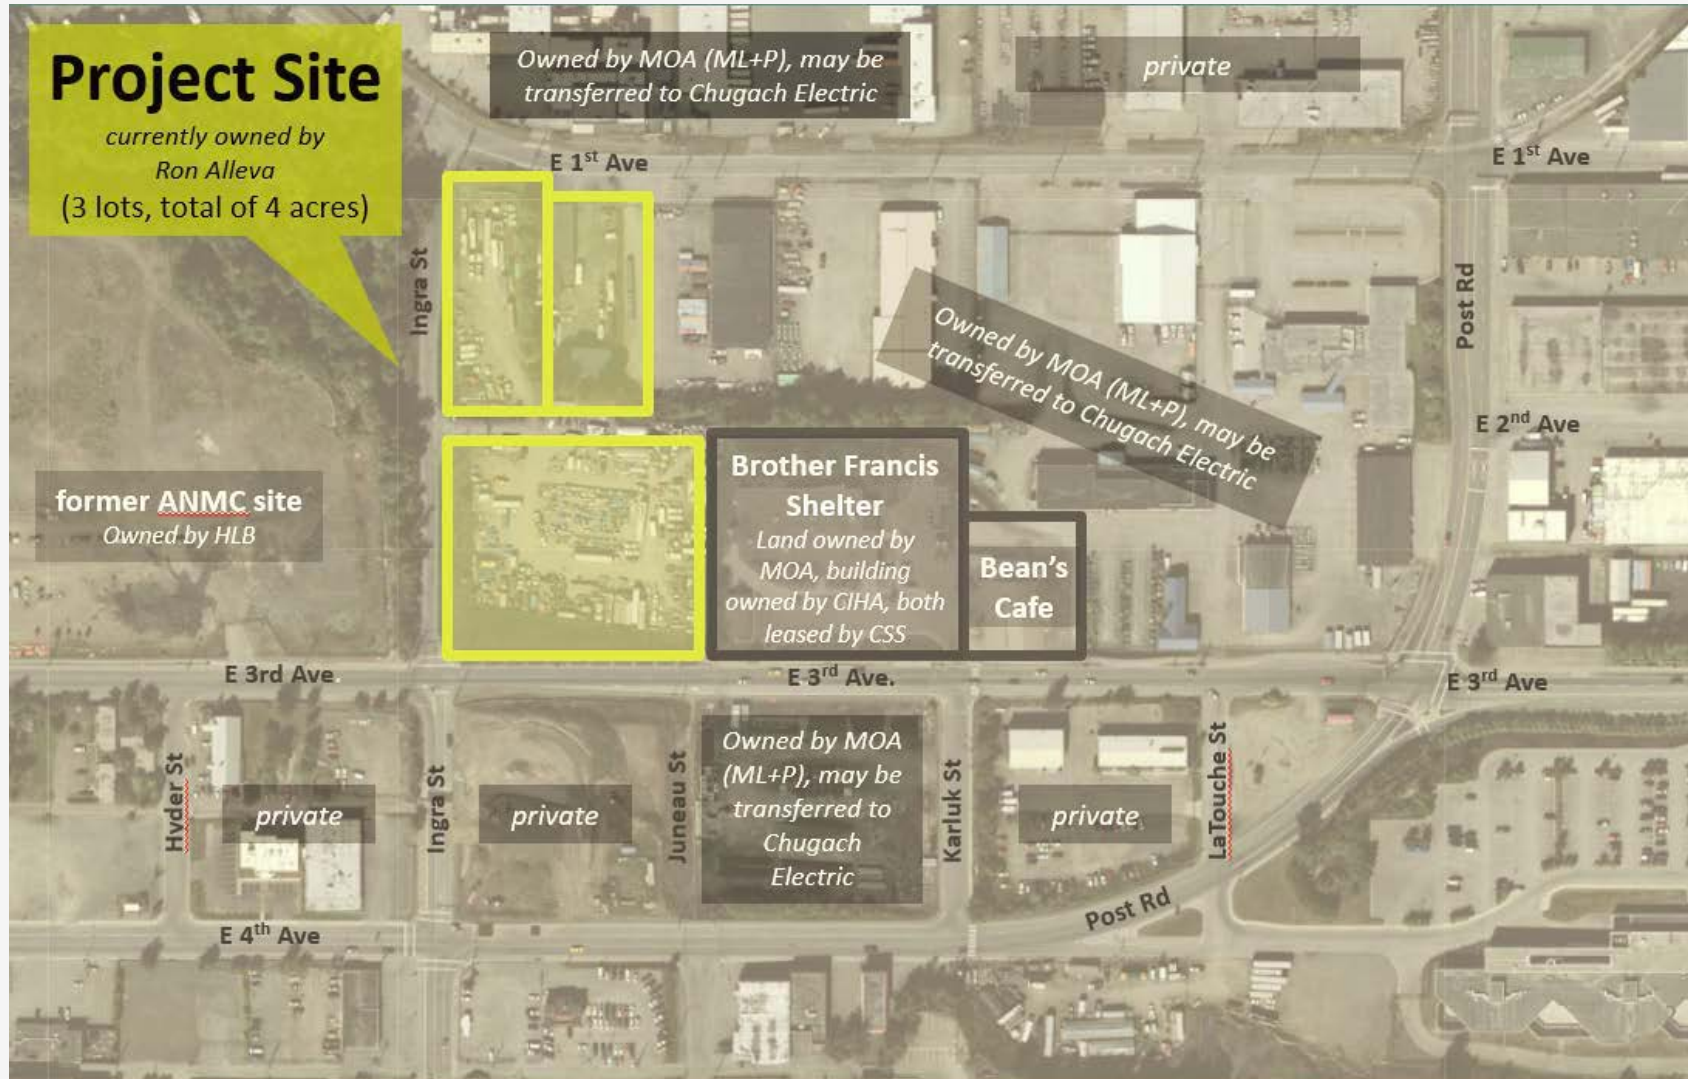 Project Site
currently owned by
Ron Alleva
(3 lots, total of 4 acres)
Owned by MOA (ML+P), may be
transferred to Chugach Electric
private
E 1st Ave
E 1st Ave
Ingra St
Post Rd
Owned by MOA (ML+P), may be
transferred to Chugach Electric
E 2nd Ave
former ANMC site
Owned by HLB
Brother Francis
Shelter
Land owned by
MOA, building
owned by CIHA, both
leased by CSS
Bean's
Cafe
E 3rd Ave.
E 3rd Ave.
E 3rd Ave
Hyder St
private
Ingra St
private
Juneau St
Owned by MOA
(ML+P), may be
transferred to
Chugach
Electric
Karluk St
private
LaTouche St
Post Rd
E 4th Ave